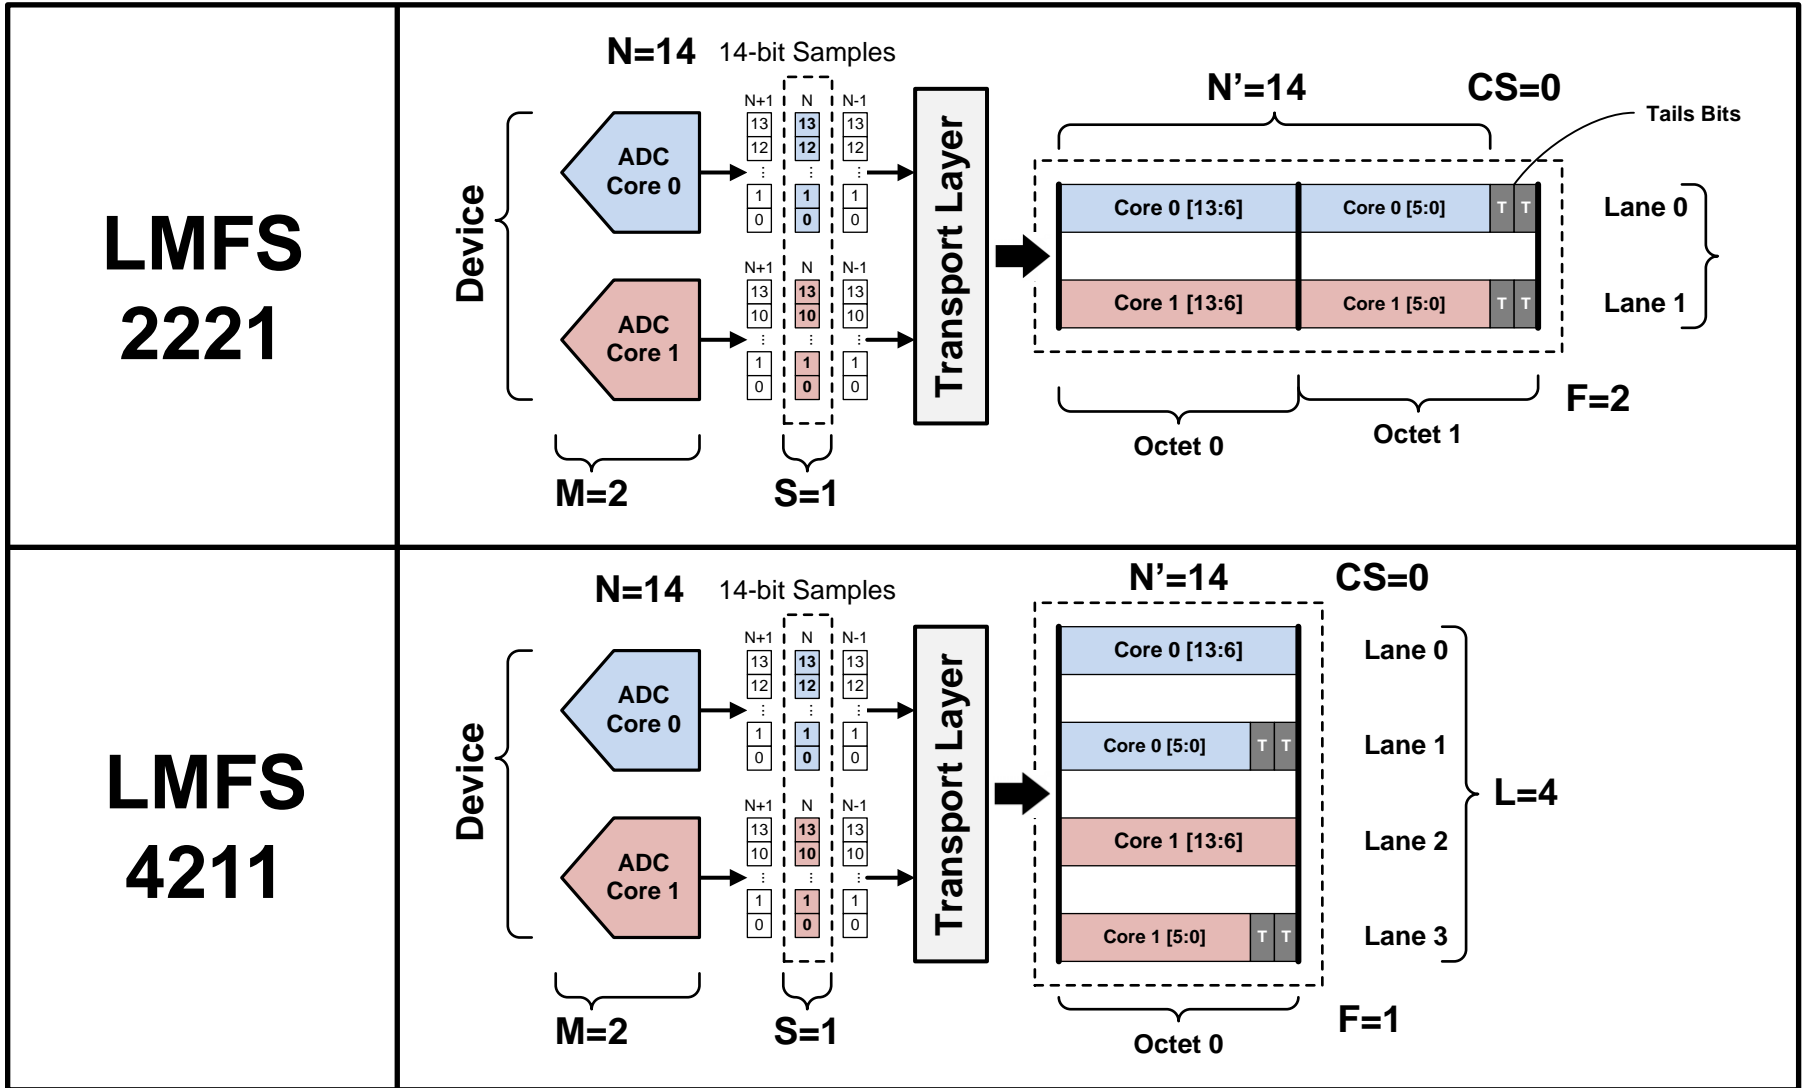 LMFS
2221
N=14 14-bit Samples
N+1 N N-1
13 13 13
12 12 12
⋮ ⋮ ⋮
1 1 1
0 0 0
ADC
Core 0
Device
N+1 N N-1
13 13 13
10 10 10
⋮ ⋮ ⋮
1 1 1
0 0 0
ADC
Core 1
M=2 S=1
Transport Layer
N’=14 CS=0
Tails Bits
Core 0 [13:6] Core 0 [5:0] T T Lane 0
Core 1 [13:6] Core 1 [5:0] T T Lane 1
F=2
Octet 0 Octet 1
LMFS
4211
N=14 14-bit Samples
N+1 N N-1
13 13 13
12 12 12
⋮ ⋮ ⋮
1 1 1
0 0 0
ADC
Core 0
Device
N+1 N N-1
13 13 13
10 10 10
⋮ ⋮ ⋮
1 1 1
0 0 0
ADC
Core 1
M=2 S=1
Transport Layer
N’=14 CS=0
Core 0 [13:6] Lane 0
Core 0 [5:0] T T Lane 1
L=4
Core 1 [13:6] Lane 2
Core 1 [5:0] T T Lane 3
F=1
Octet 0